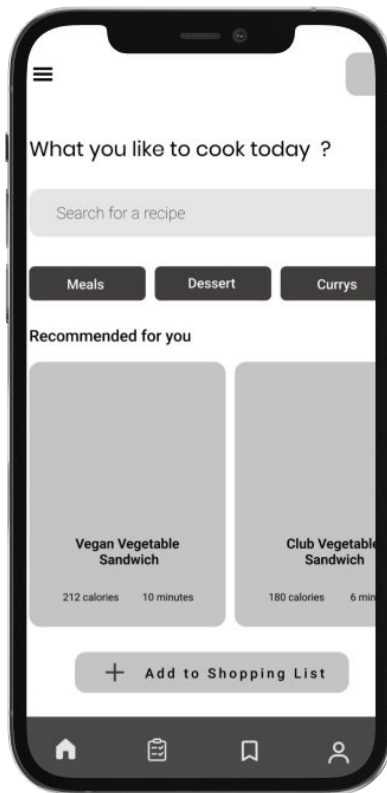 What you like to cook today ?
Search for a recipe
Meals Dessert Currys
Recommended for you
Vegan Vegetable
Sandwich
212 calories 10 minutes
Club Vegetable
Sandwich
180 calories 6 min
Add to Shopping List